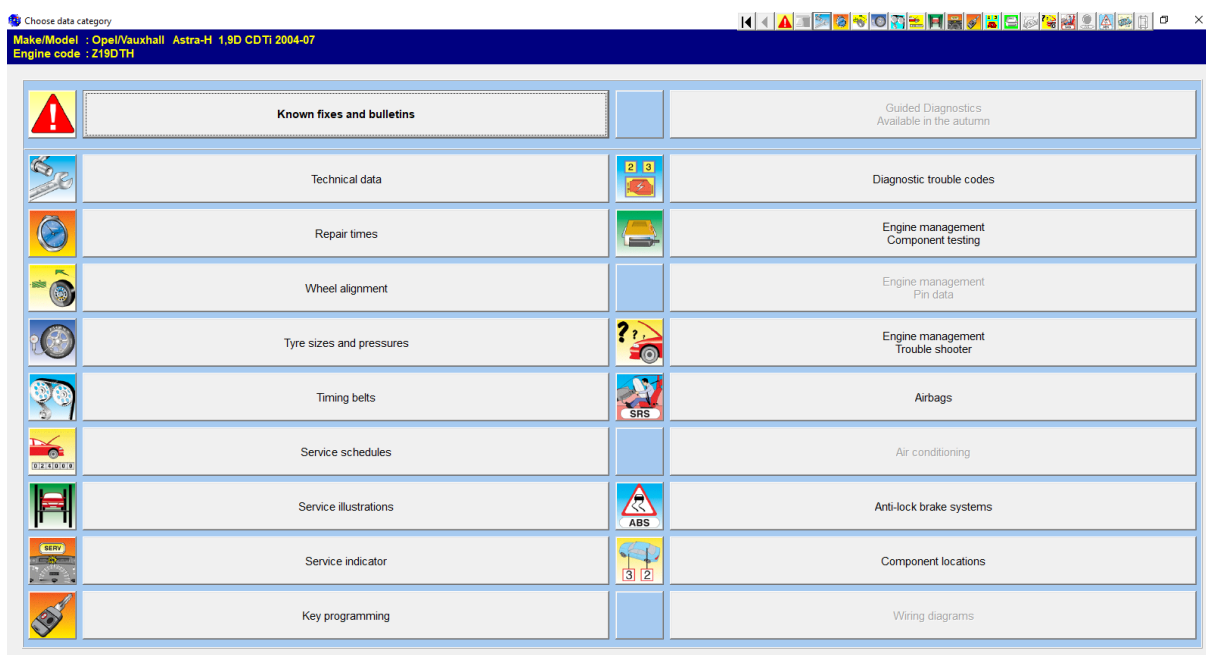 Choose data category
Make/Model : Opel/Vauxhall Astra-H 1,9D CDTi 2004-07
Engine code : Z19DTH
Known fixes and bulletins
Guided Diagnostics
Available in the autumn
Technical data
2 3
Diagnostic trouble codes
Repair times
Engine management
Component testing
Wheel alignment
Engine management
Pin data
Tyre sizes and pressures
? ? ?
Engine management
Trouble shooter
Timing belts
SRS
Airbags
024000
Service schedules
Air conditioning
Service illustrations
ABS
Anti-lock brake systems
SERV
Service indicator
3 2
Component locations
Key programming
Wiring diagrams